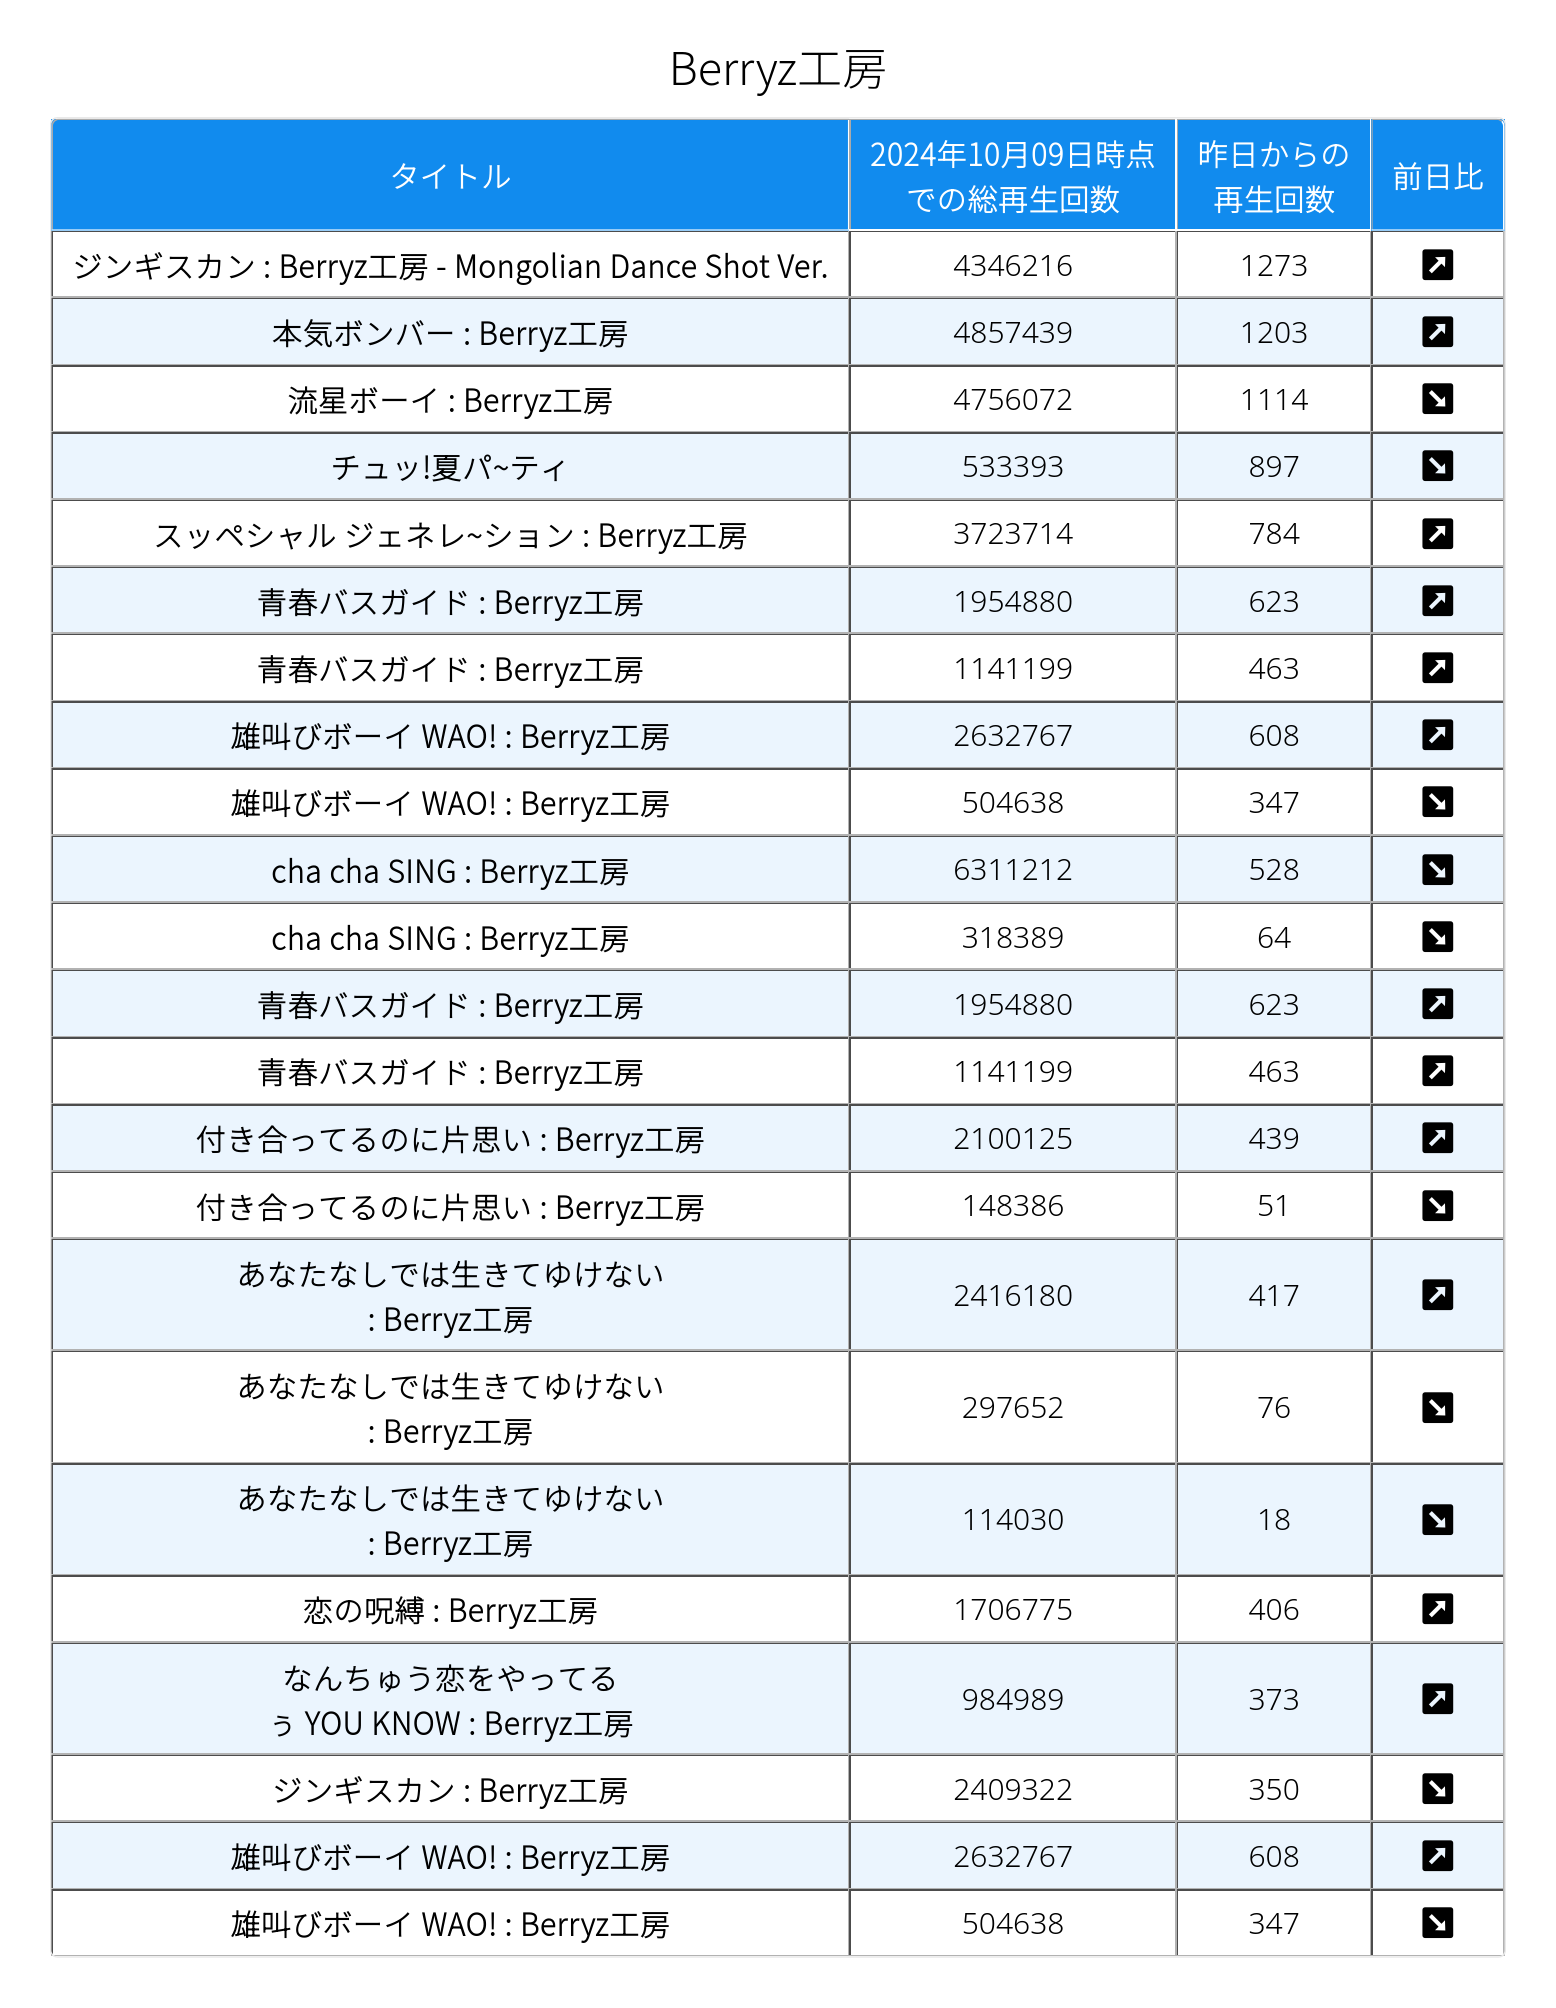 Berryz工房
タイトル
2024年10月09日時点
での総再生回数
昨日からの
再生回数
前日比
ジンギスカン : Berryz工房 - Mongolian Dance Shot Ver. 4346216 1273
本気ボンバー : Berryz工房 4857439 1203
流星ボーイ : Berryz工房 4756072 1114
チュッ!夏パ~ティ 533393 897
スッペシャル ジェネレ~ション : Berryz工房 3723714 784
青春バスガイド : Berryz工房 1954880 623
青春バスガイド : Berryz工房 1141199 463
雄叫びボーイ WAO! : Berryz工房 2632767 608
雄叫びボーイ WAO! : Berryz工房 504638 347
cha cha SING : Berryz工房 6311212 528
cha cha SING : Berryz工房 318389 64
青春バスガイド : Berryz工房 1954880 623
青春バスガイド : Berryz工房 1141199 463
付き合ってるのに片思い : Berryz工房 2100125 439
付き合ってるのに片思い : Berryz工房 148386 51
あなたなしでは生きてゆけない
: Berryz工房 2416180 417
あなたなしでは生きてゆけない
: Berryz工房 297652 76
あなたなしでは生きてゆけない
: Berryz工房 114030 18
恋の呪縛 : Berryz工房 1706775 406
なんちゅう恋をやってる
ぅ YOU KNOW : Berryz工房 984989 373
ジンギスカン : Berryz工房 2409322 350
雄叫びボーイ WAO! : Berryz工房 2632767 608
雄叫びボーイ WAO! : Berryz工房 504638 347